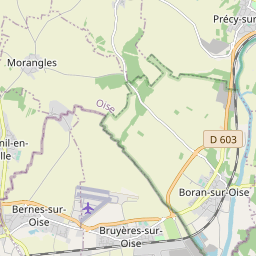 Précy-sur
Morangles
Oise
D 603
nil-en-
lle
Boran-sur-Oise
Bernes-sur-
Oise
Bruyères-sur-
Oise